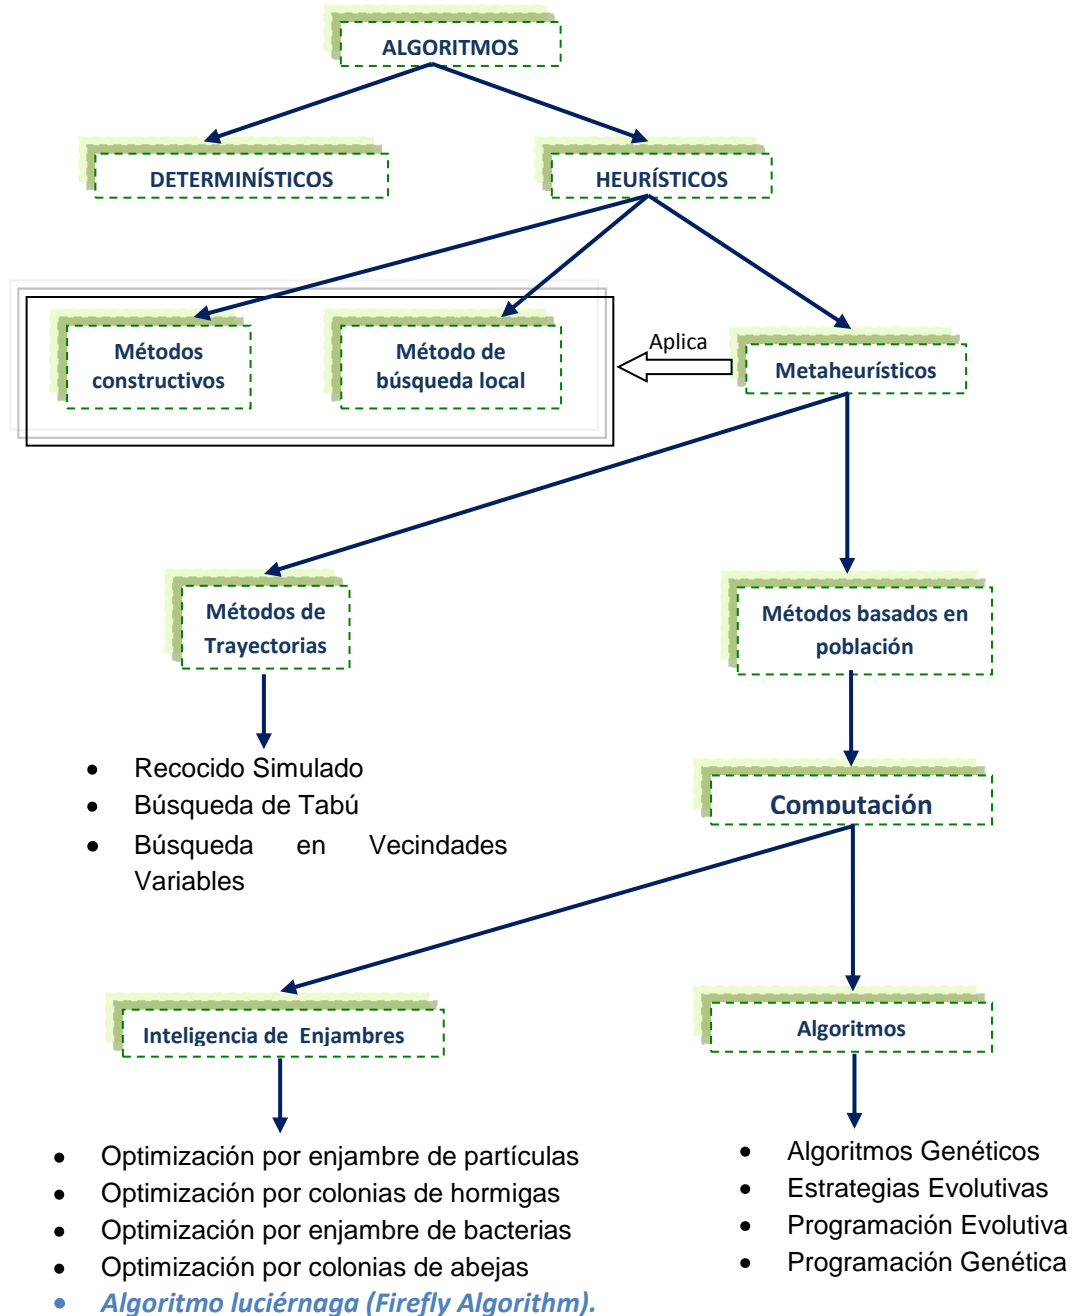 ALGORITMOS
DETERMINÍSTICOS
HEURÍSTICOS
Métodos
constructivos
Método de
búsqueda local
Aplica
Metaheurísticos
Métodos de
Trayectorias
Métodos basados en
población
• Recocido Simulado
• Búsqueda de Tabú
• Búsqueda en Vecindades
Variables
Computación
Inteligencia de Enjambres
Algoritmos
• Optimización por enjambre de partículas
• Optimización por colonias de hormigas
• Optimización por enjambre de bacterias
• Optimización por colonias de abejas
• Algoritmo luciérnaga (Firefly Algorithm).
• Algoritmos Genéticos
• Estrategias Evolutivas
• Programación Evolutiva
• Programación Genética